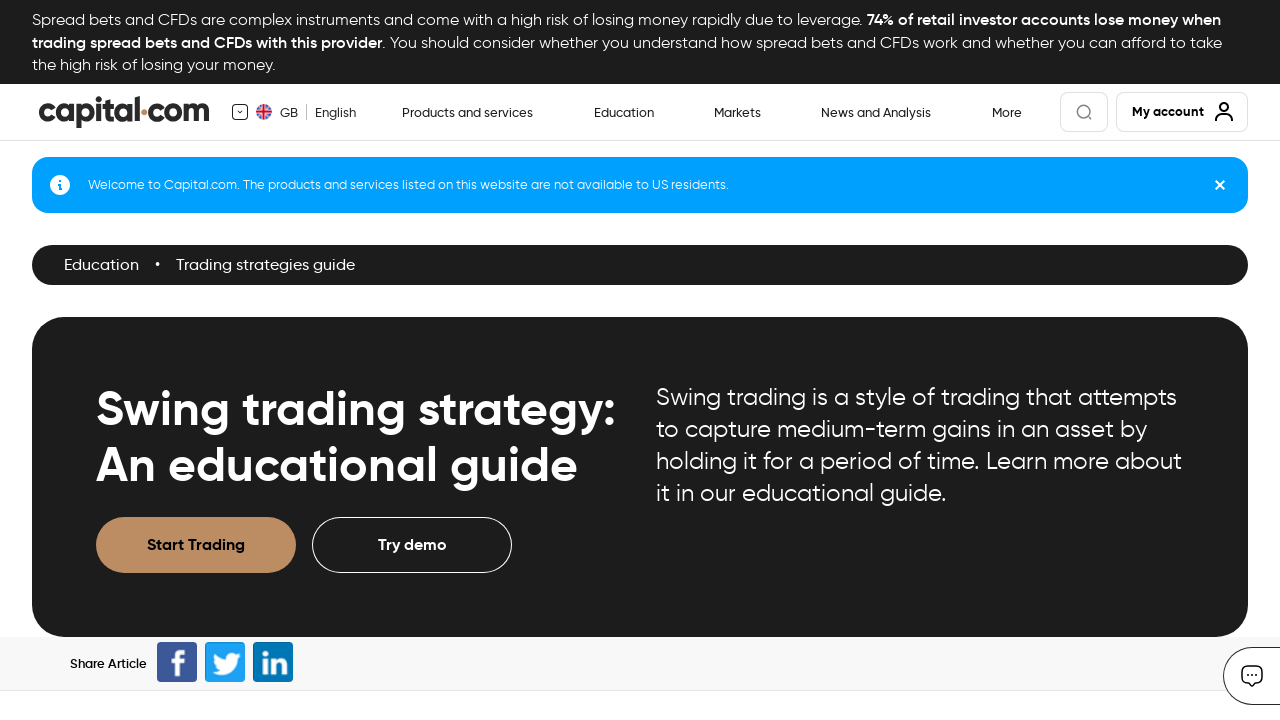 Spread bets and CFDs are complex instruments and come with a high risk of losing money rapidly due to leverage. 74% of retail investor accounts lose money when
trading spread bets and CFDs with this provider. You should consider whether you understand how spread bets and CFDs work and whether you can afford to take
the high risk of losing your money.
capital.com GB English Products and services Education Markets News and Analysis More My account
Welcome to Capital.com. The products and services listed on this website are not available to US residents.
Education • Trading strategies guide
Swing trading strategy:
An educational guide
Swing trading is a style of trading that attempts
to capture medium-term gains in an asset by
holding it for a period of time. Learn more about
it in our educational guide.
Start Trading Try demo
Share Article